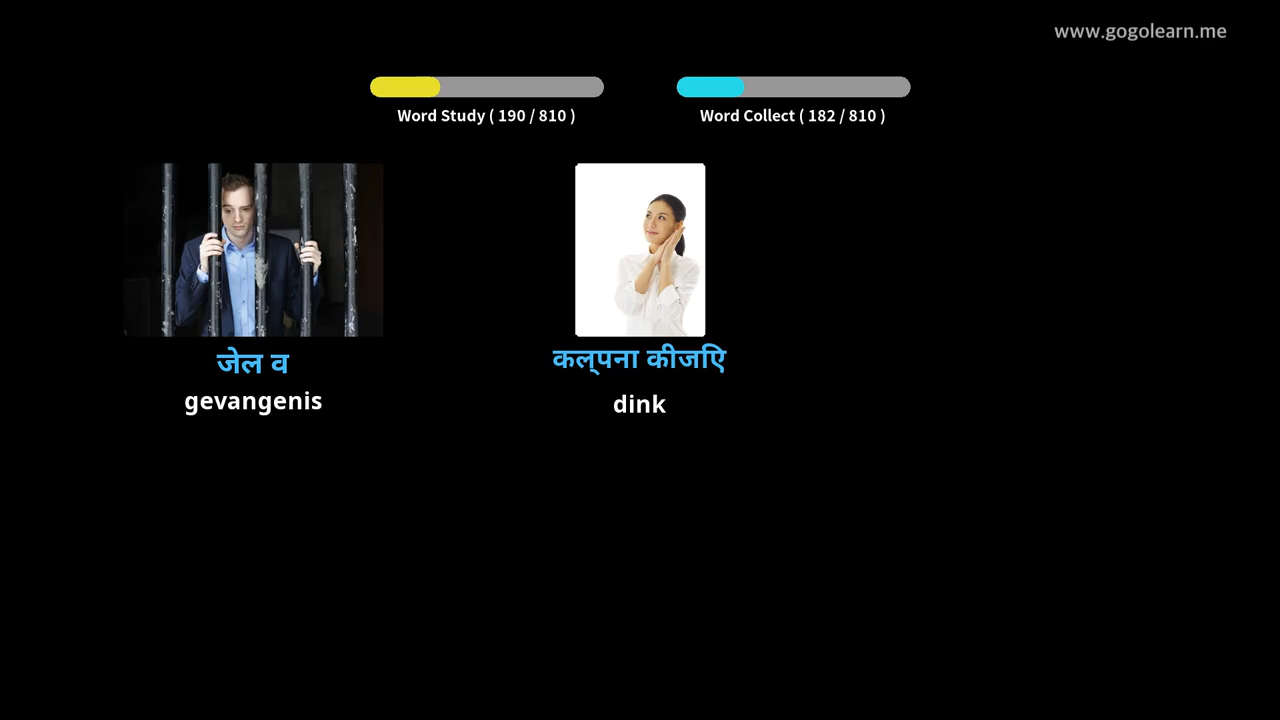 www.gogolearn.me
Word Study ( 190 / 810 )
Word Collect ( 182 / 810 )
जेल व
gevangenis
कल्पना कीजिए
dink